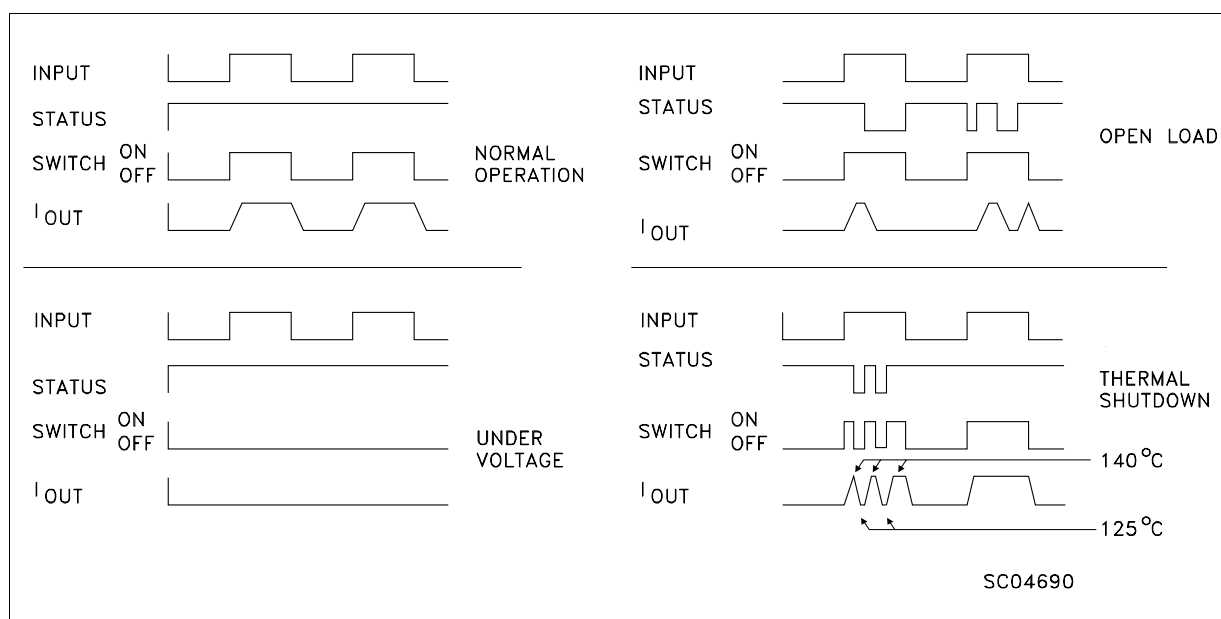 INPUT
STATUS
SWITCH ON
OFF
I OUT
NORMAL
OPERATION
INPUT
STATUS
SWITCH ON
OFF
I OUT
OPEN LOAD
INPUT
STATUS
SWITCH ON
OFF
I OUT
UNDER
VOLTAGE
INPUT
STATUS
SWITCH ON
OFF
I OUT
THERMAL
SHUTDOWN
140 °C
125 °C
SC04690